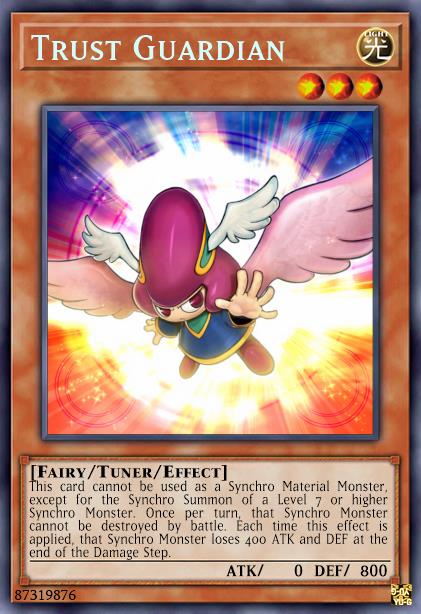 TRUST GUARDIAN
LIGHT
光
[FAIRY/TUNER/EFFECT]
This card cannot be used as a Synchro Material Monster,
except for the Synchro Summon of a Level 7 or higher
Synchro Monster. Once per turn, that Synchro Monster
cannot be destroyed by battle. Each time this effect is
applied, that Synchro Monster loses 400 ATK and DEF at the
end of the Damage Step.
ATK/ 0 DEF/ 800
87319876